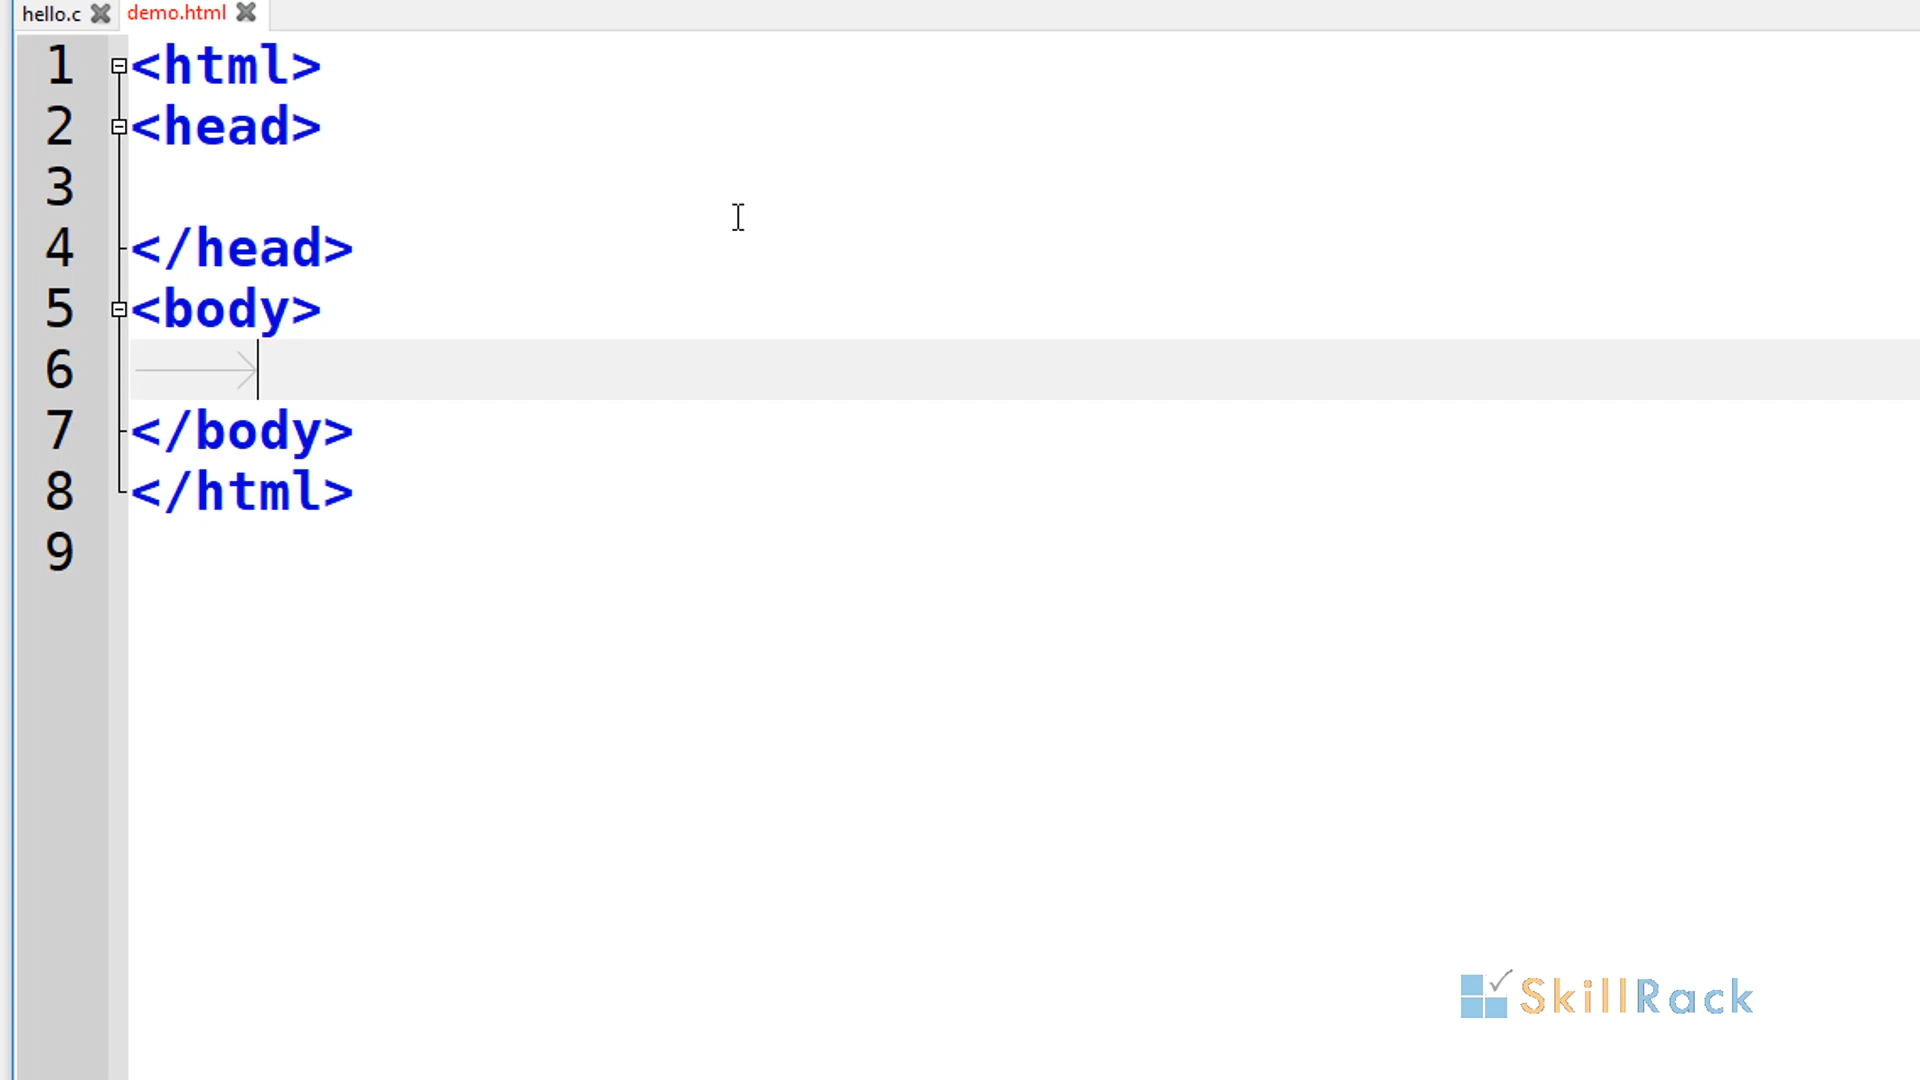 hello.c demo.html
1 <html>
2 <head>
3
4 </head>
5 <body>
6
7 </body>
8 </html>
9
SkillRack